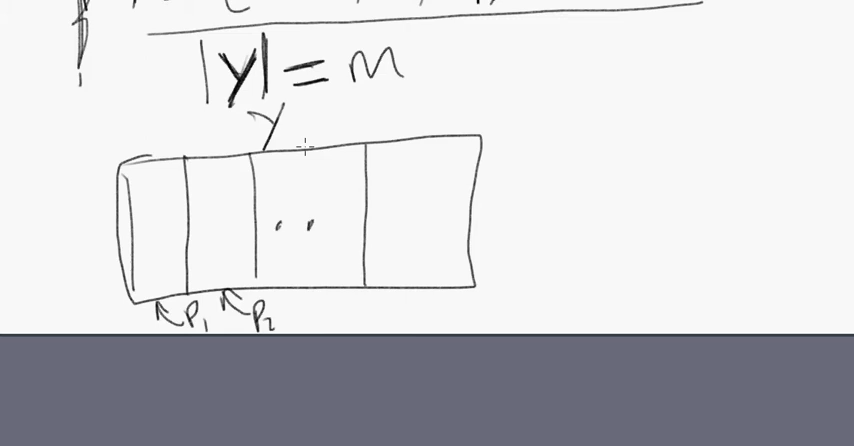 |y| = m
y
. .
P₁ P₂